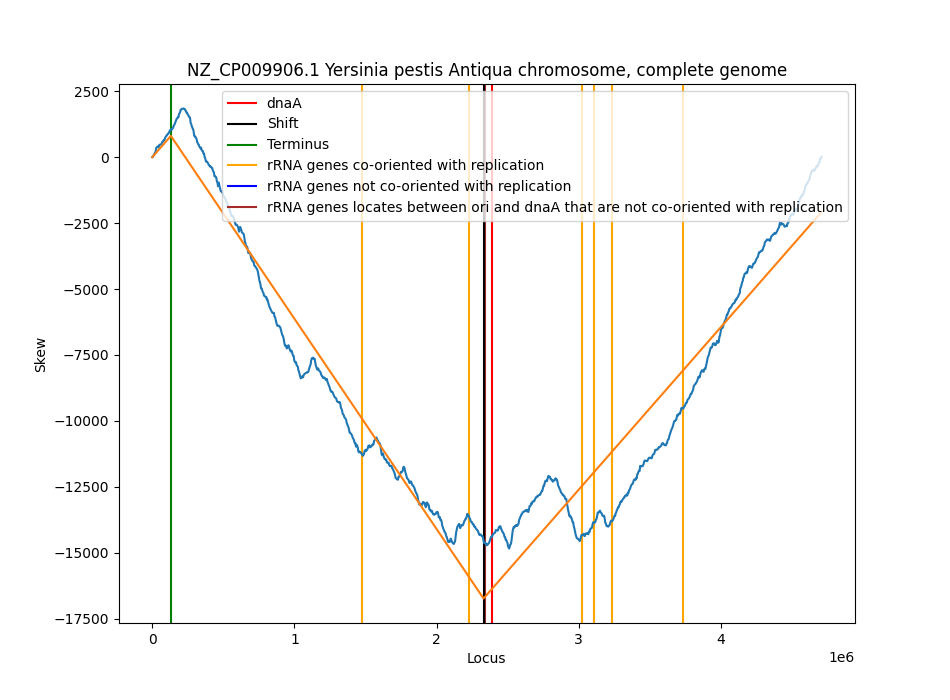 NZ_CP009906.1 Yersinia pestis Antiqua chromosome, complete genome
dnaA
Shift
Terminus
rRNA genes co-oriented with replication
rRNA genes not co-oriented with replication
rRNA genes locates between ori and dnaA that are not co-oriented with replication
2500
0
−2500
−5000
−7500
−10000
−12500
−15000
−17500
Skew
0
1
2
3
4
1e6
Locus